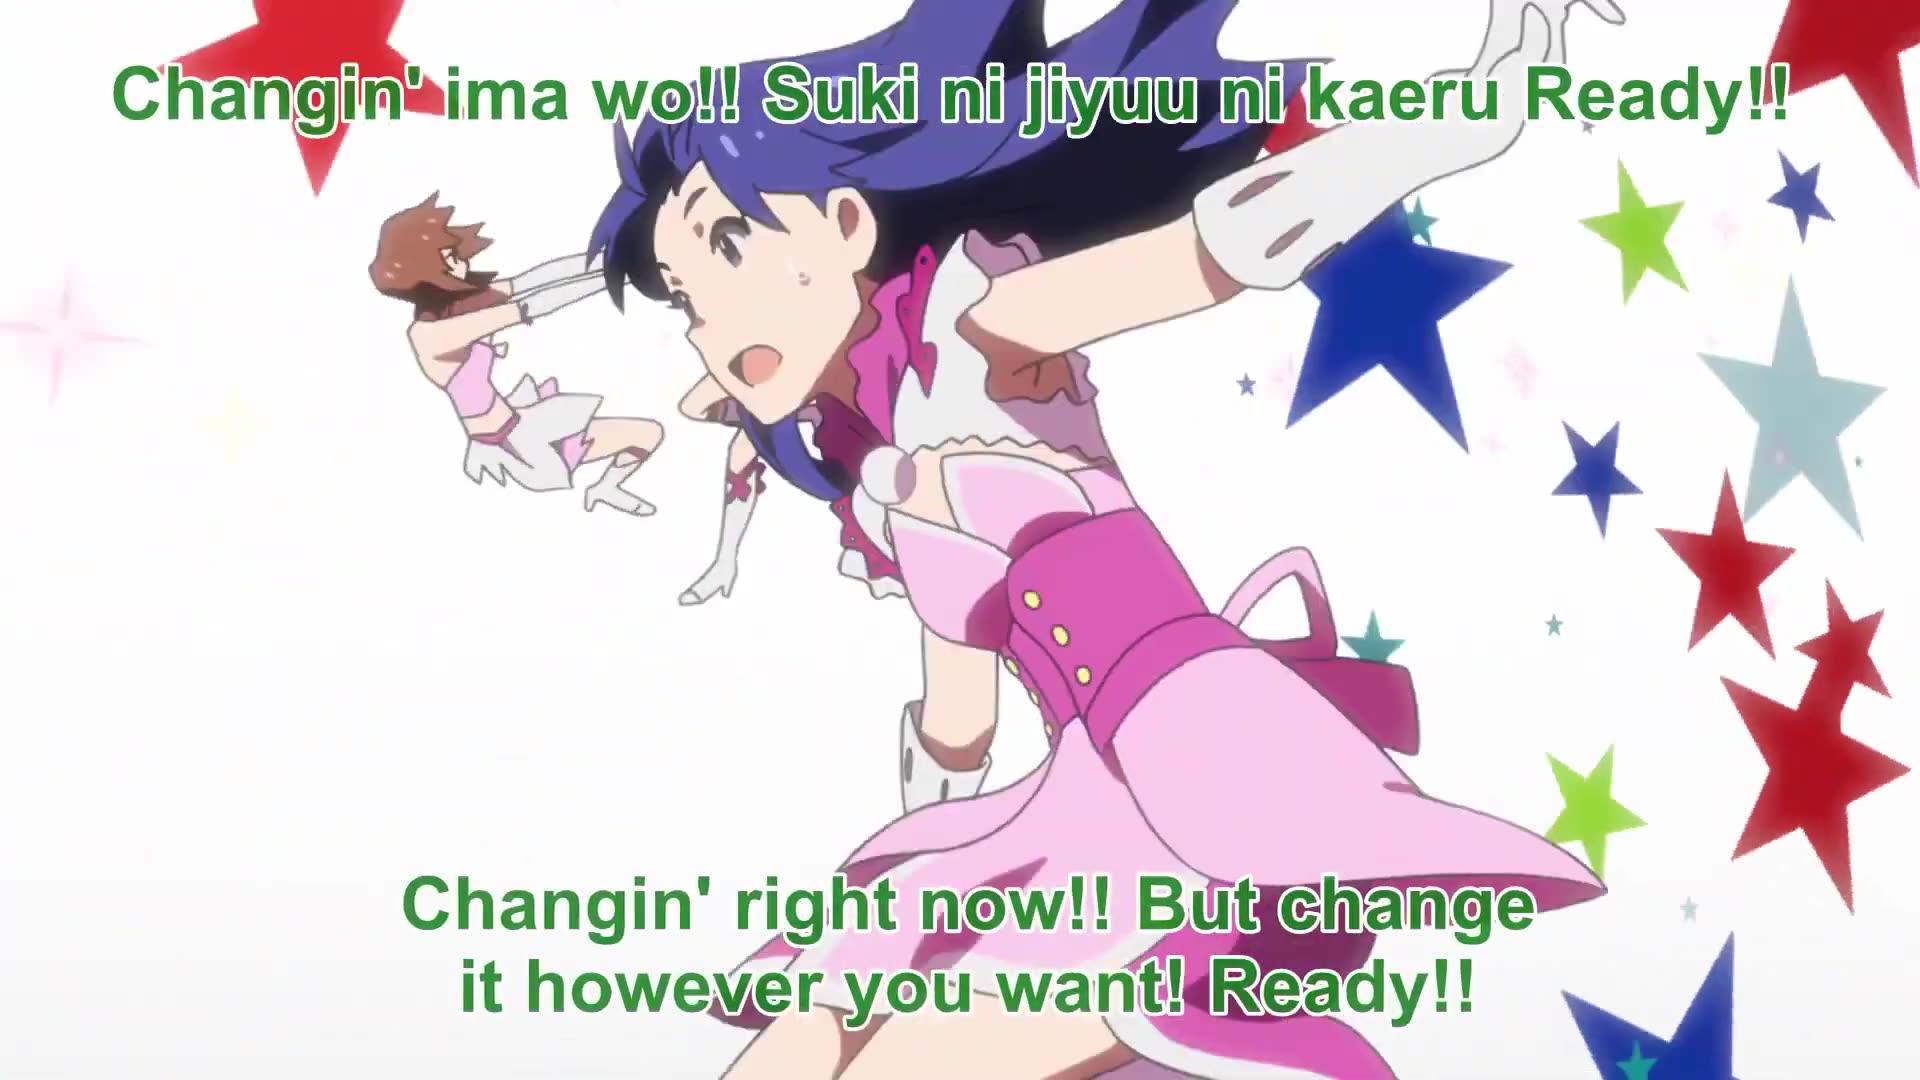 Changin' ima wo!! Suki ni jiyuu ni kaeru Ready!!
Changin' right now!! But change
it however you want! Ready!!